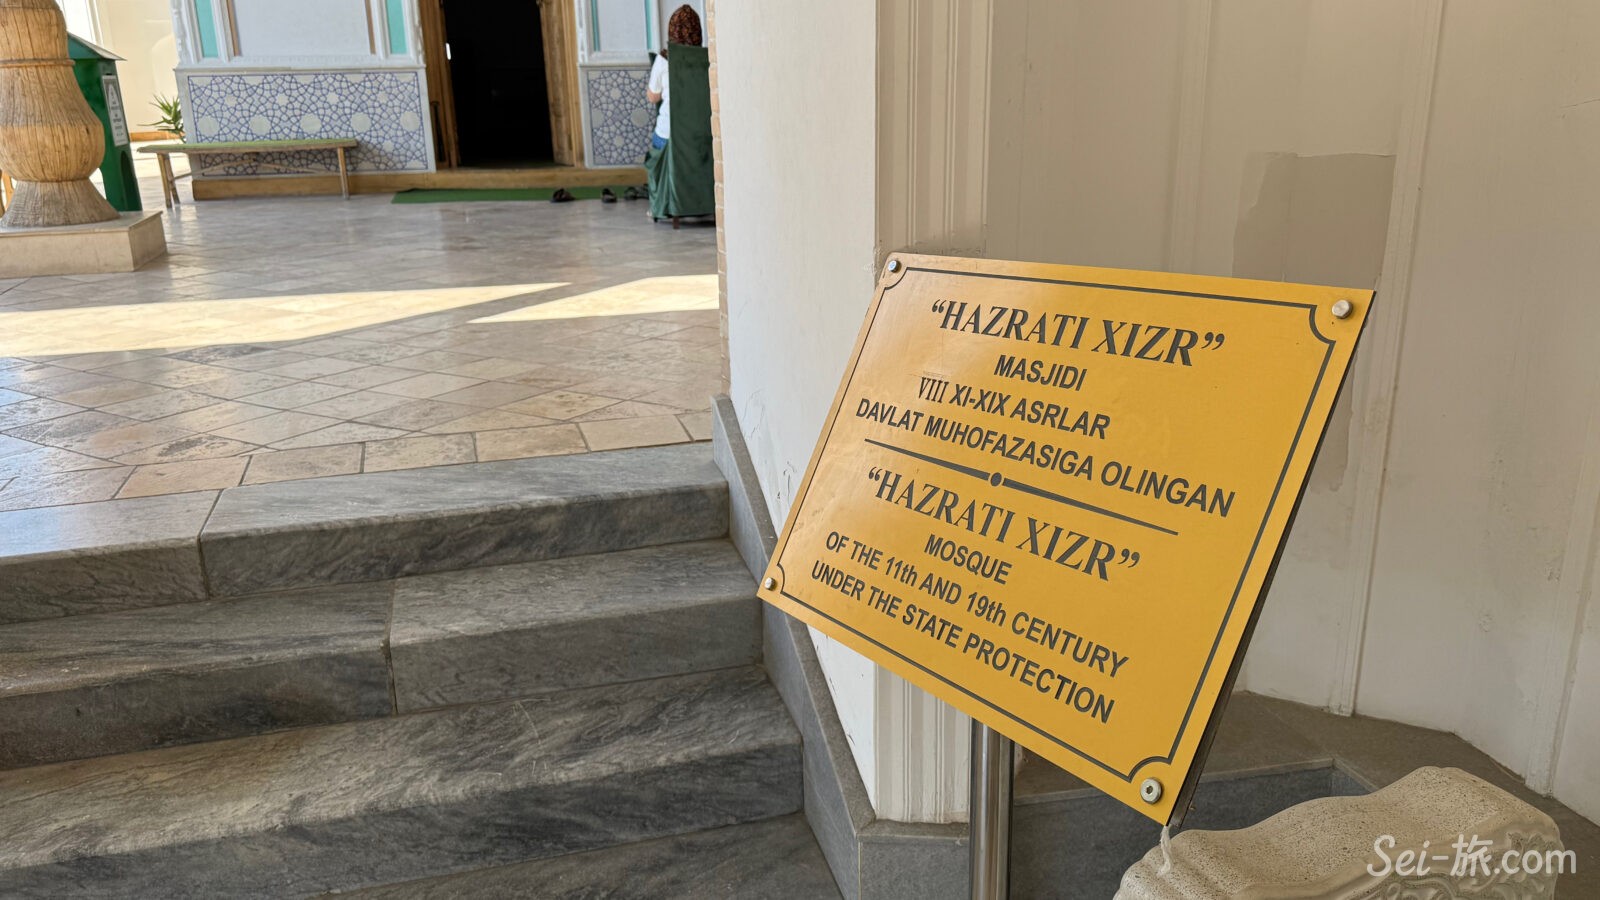 “HAZRATI XIZR”
MASJIDI
VIII XI-XIX ASRLAR
DAVLAT MUHOFAZASIGA OLINGAN
“HAZRATI XIZR”
MOSQUE
OF THE 11th AND 19th CENTURY
UNDER THE STATE PROTECTION
Sei-旅.com